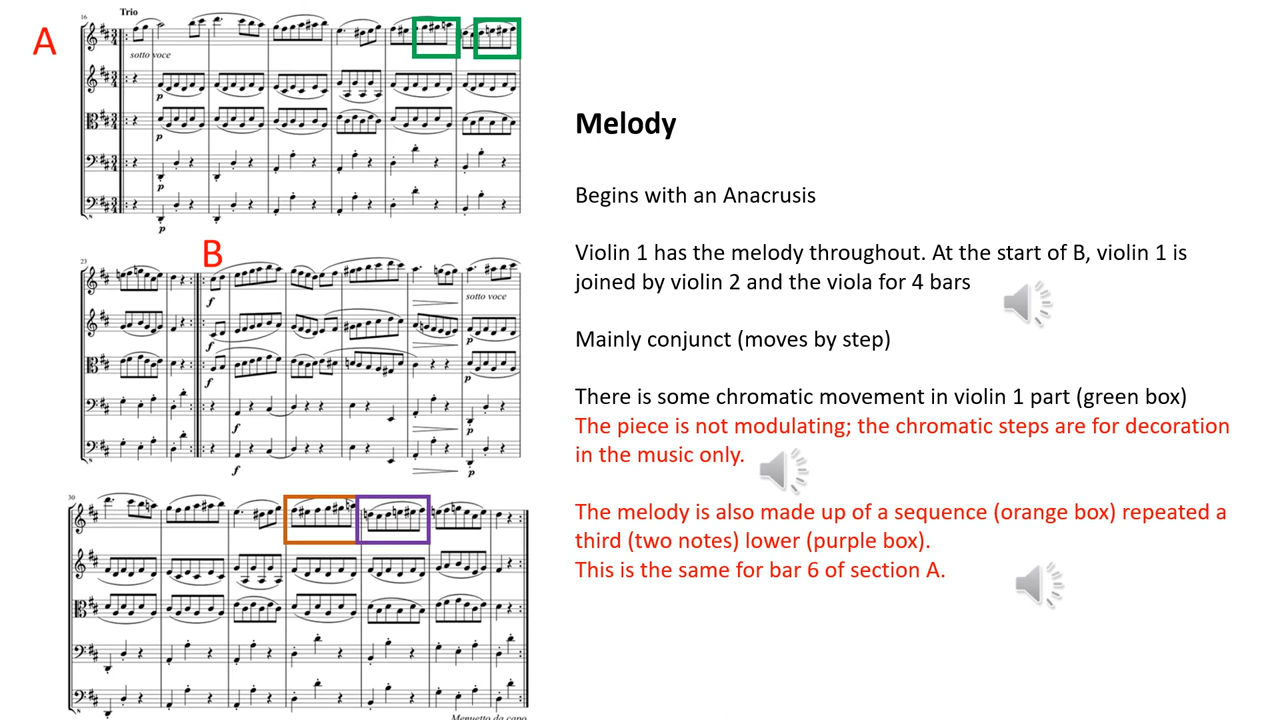 A
16
Trio
sotto voce
p
p
p
p
Melody
Begins with an Anacrusis
Violin 1 has the melody throughout. At the start of B, violin 1 is
joined by violin 2 and the viola for 4 bars
Mainly conjunct (moves by step)
There is some chromatic movement in violin 1 part (green box)
The piece is not modulating; the chromatic steps are for decoration
in the music only.
The melody is also made up of a sequence (orange box) repeated a
third (two notes) lower (purple box).
This is the same for bar 6 of section A.
B
23
f
sotto voce
f
p
f
p
f
p
f
p
30
Menuetto da capo